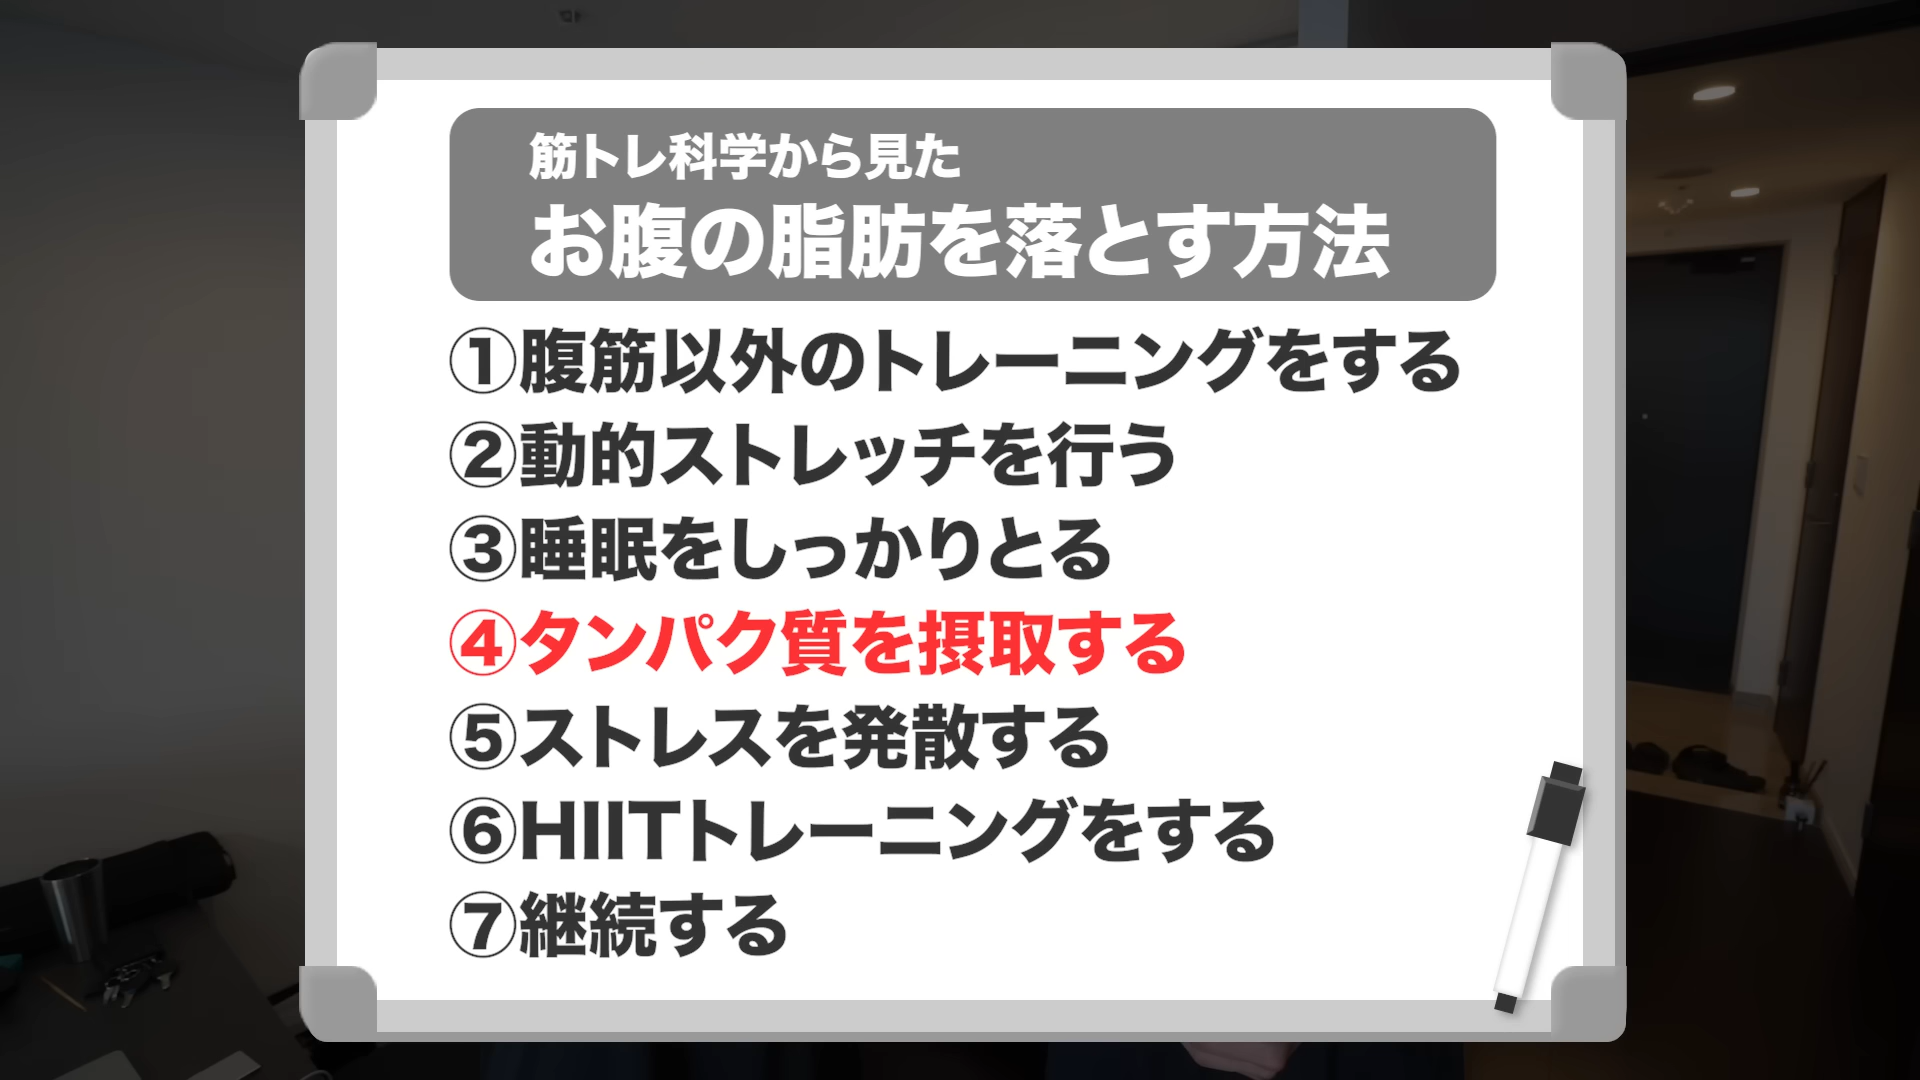 筋トレ科学から見た
お腹の脂肪を落とす方法
①腹筋以外のトレーニングをする
②動的ストレッチを行う
③睡眠をしっかりとる
④タンパク質を摂取する
⑤ストレスを発散する
⑥HIITトレーニングをする
⑦継続する